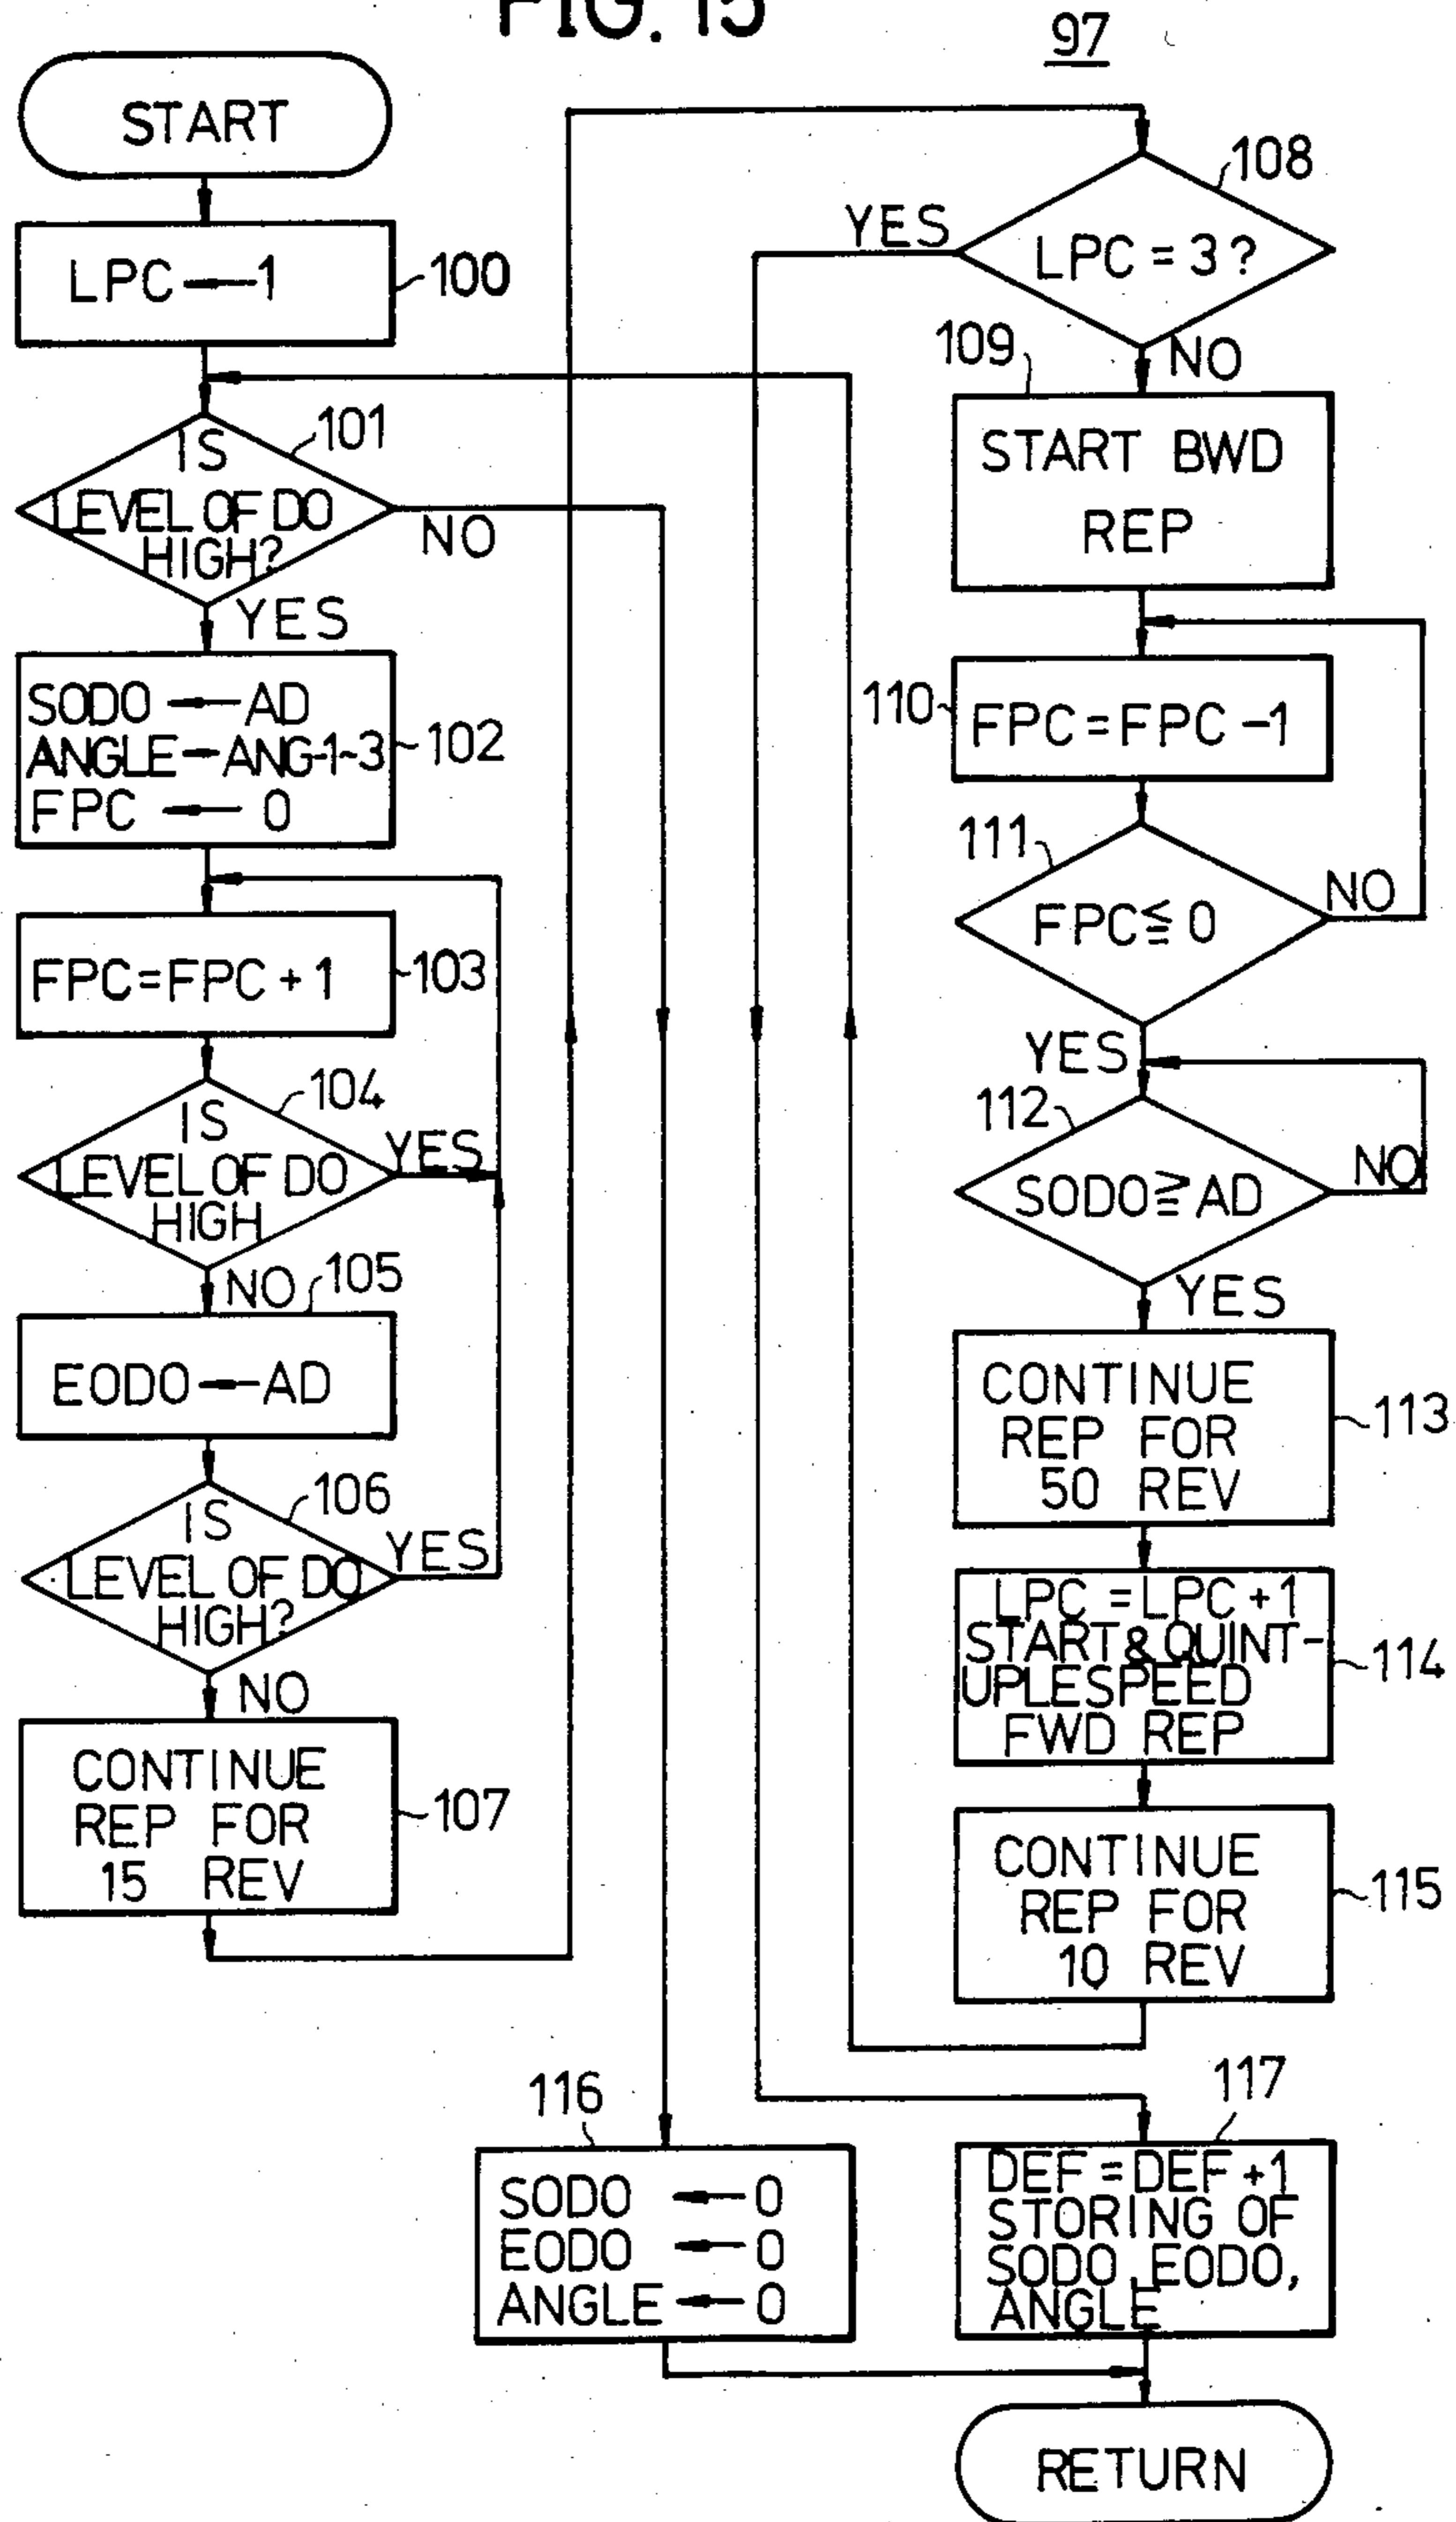 FIG. 15
97
START
LPC ← 1
100
IS
LEVEL OF DO
HIGH?
101
NO
YES
SODO ← AD
ANGLE ← ANG-1~3
FPC ← 0
102
FPC = FPC + 1
103
IS
LEVEL OF DO
HIGH
104
YES
NO
105
EODO ← AD
IS
LEVEL OF DO
HIGH?
106
YES
NO
CONTINUE
REP FOR
15 REV
107
108
YES
LPC = 3?
NO
109
START BWD
REP
110
FPC = FPC - 1
111
FPC ≦ 0
NO
YES
112
SODO ≧ AD
NO
YES
CONTINUE
REP FOR
50 REV
113
LPC = LPC + 1
START & QUINT-
UPLESPEED
FWD REP
114
CONTINUE
REP FOR
10 REV
115
116
SODO ← 0
EODO ← 0
ANGLE ← 0
117
DEF = DEF + 1
STORING OF
SODO, EODO,
ANGLE
RETURN